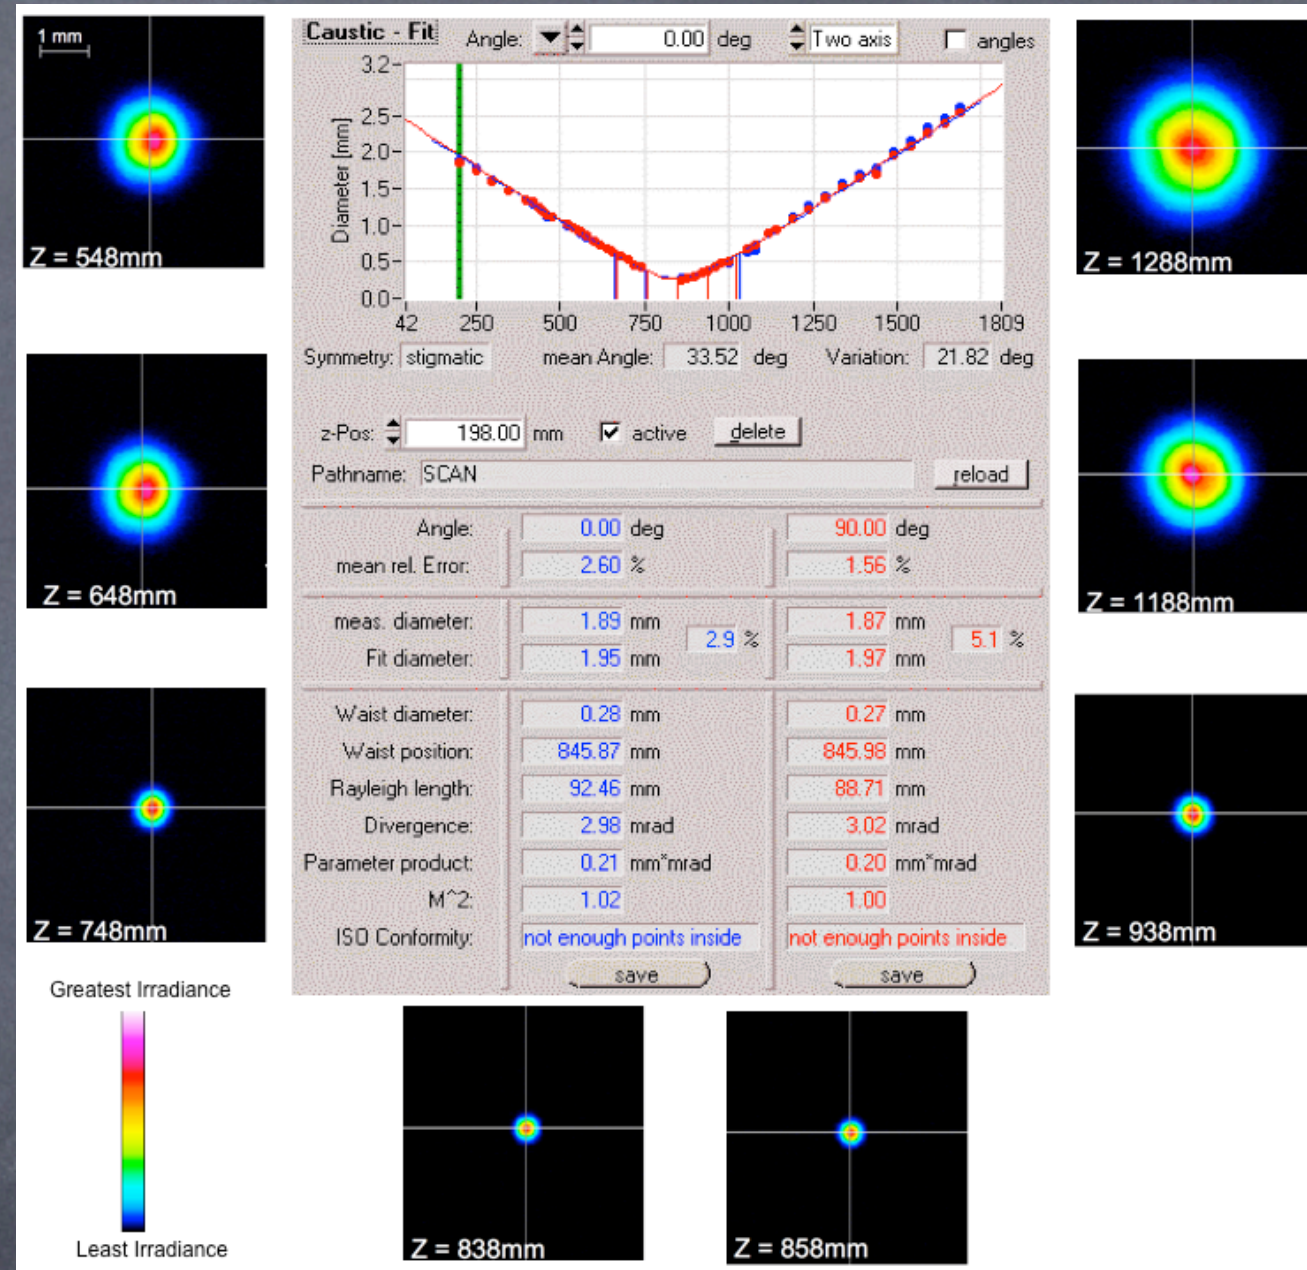 1 mm
Z = 548mm
Z = 648mm
Z = 748mm
Greatest Irradiance
Least Irradiance
Caustic - Fit Angle: 0.00 deg Two axis angles
Diameter [mm]
3.2
2.5
2.0
1.5
1.0
0.5
0.0
42 250 500 750 1000 1250 1500 1809
Symmetry: stigmatic mean Angle: 33.52 deg Variation: 21.82 deg
z-Pos: 198.00 mm active delete
Pathname: SCAN reload
Angle: 0.00 deg 90.00 deg
mean rel. Error: 2.60 % 1.56 %
meas. diameter: 1.89 mm 1.87 mm
2.9 % 5.1 %
Fit diameter: 1.95 mm 1.97 mm
Waist diameter: 0.28 mm 0.27 mm
Waist position: 845.87 mm 845.98 mm
Rayleigh length: 92.46 mm 88.71 mm
Divergence: 2.98 mrad 3.02 mrad
Parameter product: 0.21 mm*mrad 0.20 mm*mrad
M^2: 1.02 1.00
ISO Conformity: not enough points inside not enough points inside
save save
Z = 838mm
Z = 858mm
Z = 1288mm
Z = 1188mm
Z = 938mm